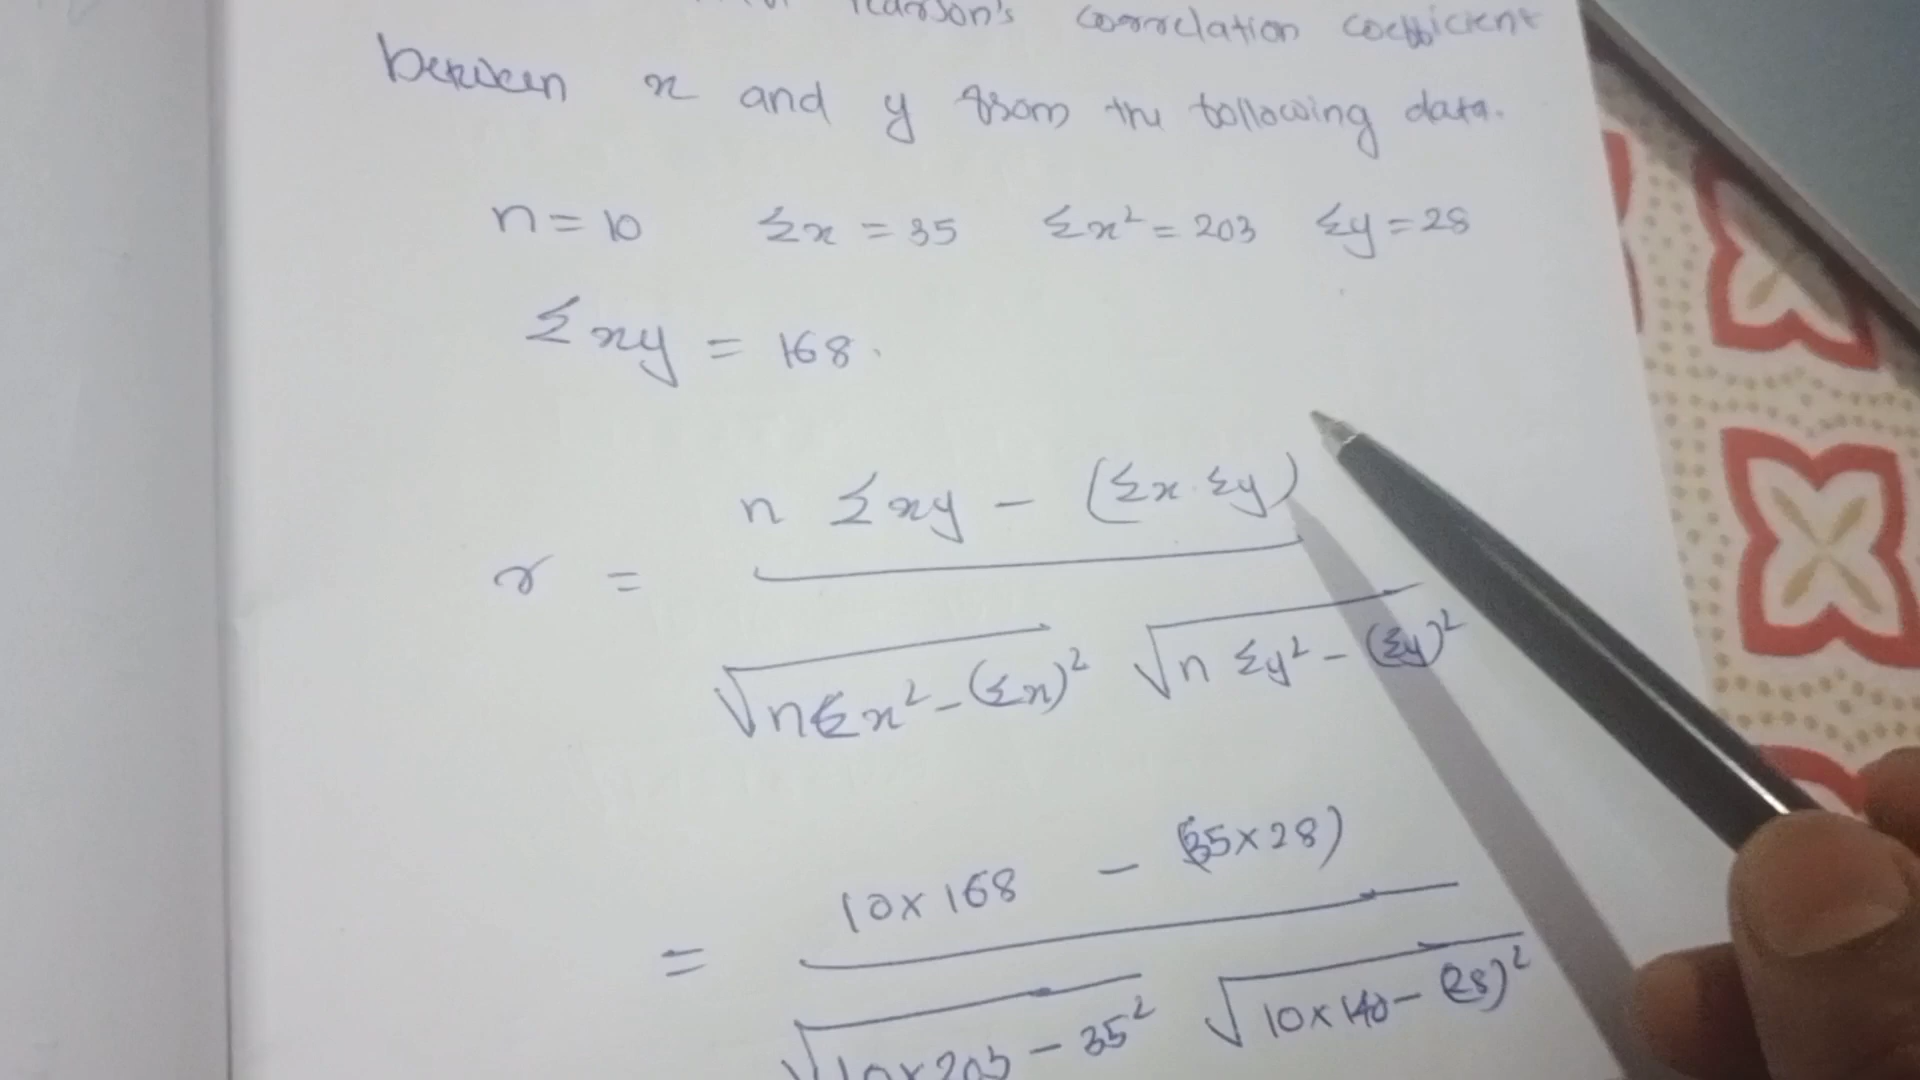 Pearson's correlation coefficient
between x and y from the following data.
n = 10 Σx = 35 Σx² = 203 Σy = 28
Σxy = 168.
n Σxy - (Σx. Σy)
r =
√nΣx² - (Σx)² √n Σy² - (Σy)²
10 x 168 - (35 x 28)
=
√10 x 203 - 35² √10 x 140 - (28)²